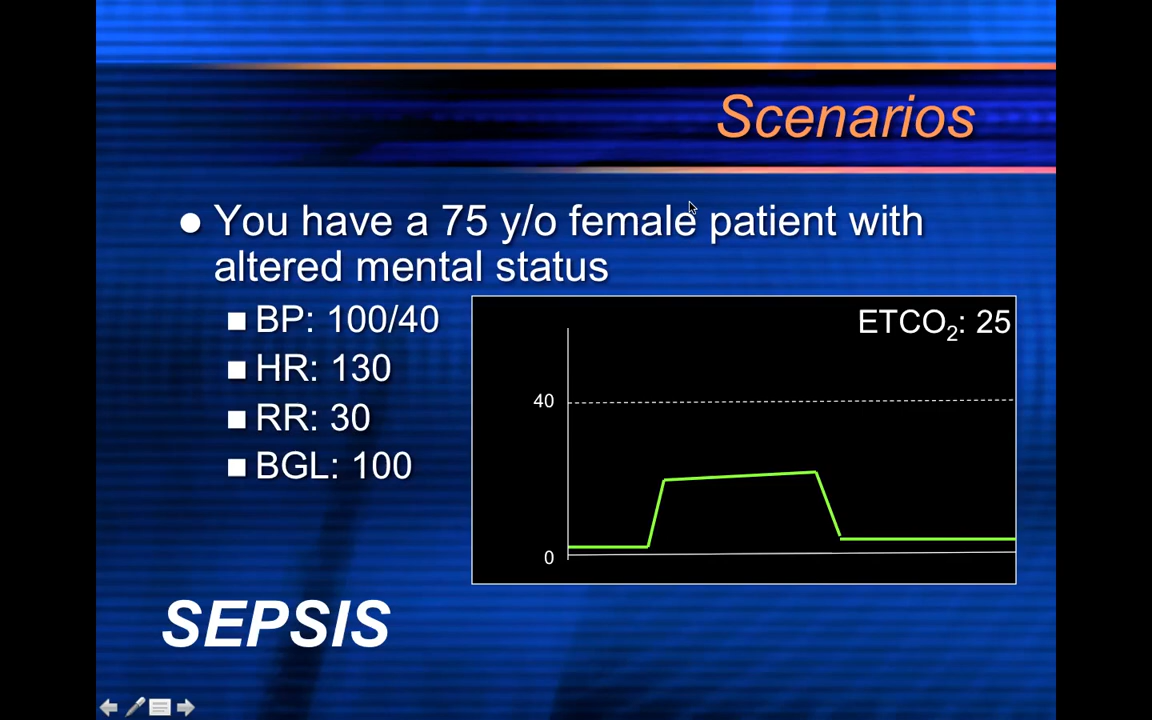 Scenarios
● You have a 75 y/o female patient with
altered mental status
■ BP: 100/40
■ HR: 130
■ RR: 30
■ BGL: 100
ETCO₂: 25
40
0
SEPSIS